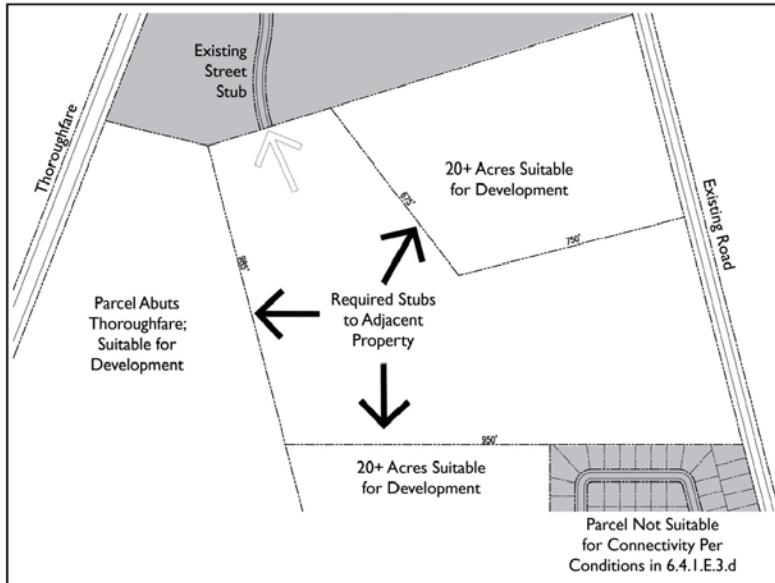 Existing
Street
Stub
Thoroughfare
20+ Acres Suitable
for Development
675'
Existing Road
750'
985'
Parcel Abuts
Thoroughfare;
Suitable for
Development
Required Stubs
to Adjacent
Property
950'
20+ Acres Suitable
for Development
Parcel Not Suitable
for Connectivity Per
Conditions in 6.4.1.E.3.d